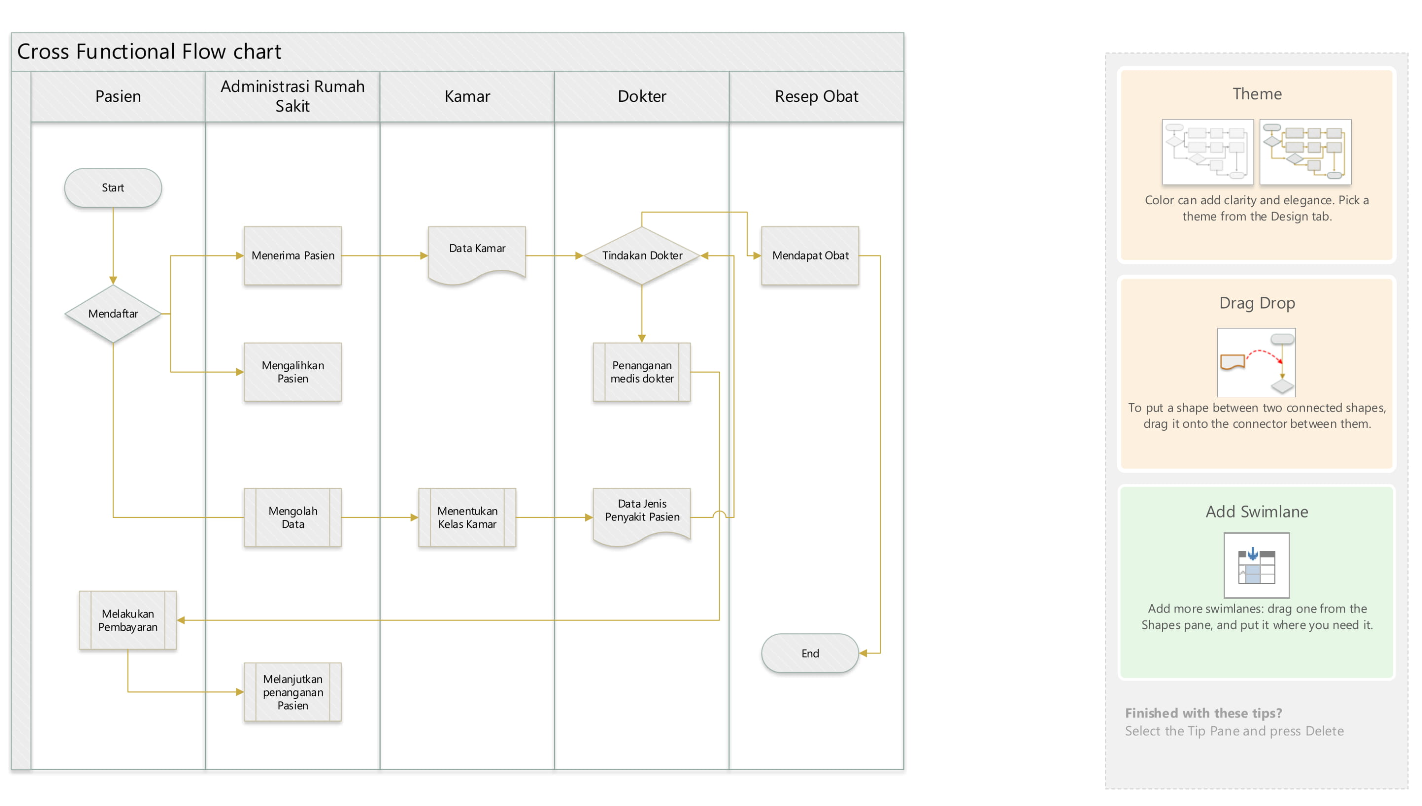 Cross Functional Flow chart
Pasien
Administrasi Rumah
Sakit
Kamar
Dokter
Resep Obat
Start
Menerima Pasien
Data Kamar
Tindakan Dokter
Mendapat Obat
Mendaftar
Mengalihkan
Pasien
Penanganan
medis dokter
Mengolah
Data
Menentukan
Kelas Kamar
Data Jenis
Penyakit Pasien
Melakukan
Pembayaran
End
Melanjutkan
penanganan
Pasien
Theme
Color can add clarity and elegance. Pick a
theme from the Design tab.
Drag Drop
To put a shape between two connected shapes,
drag it onto the connector between them.
Add Swimlane
Add more swimlanes: drag one from the
Shapes pane, and put it where you need it.
Finished with these tips?
Select the Tip Pane and press Delete